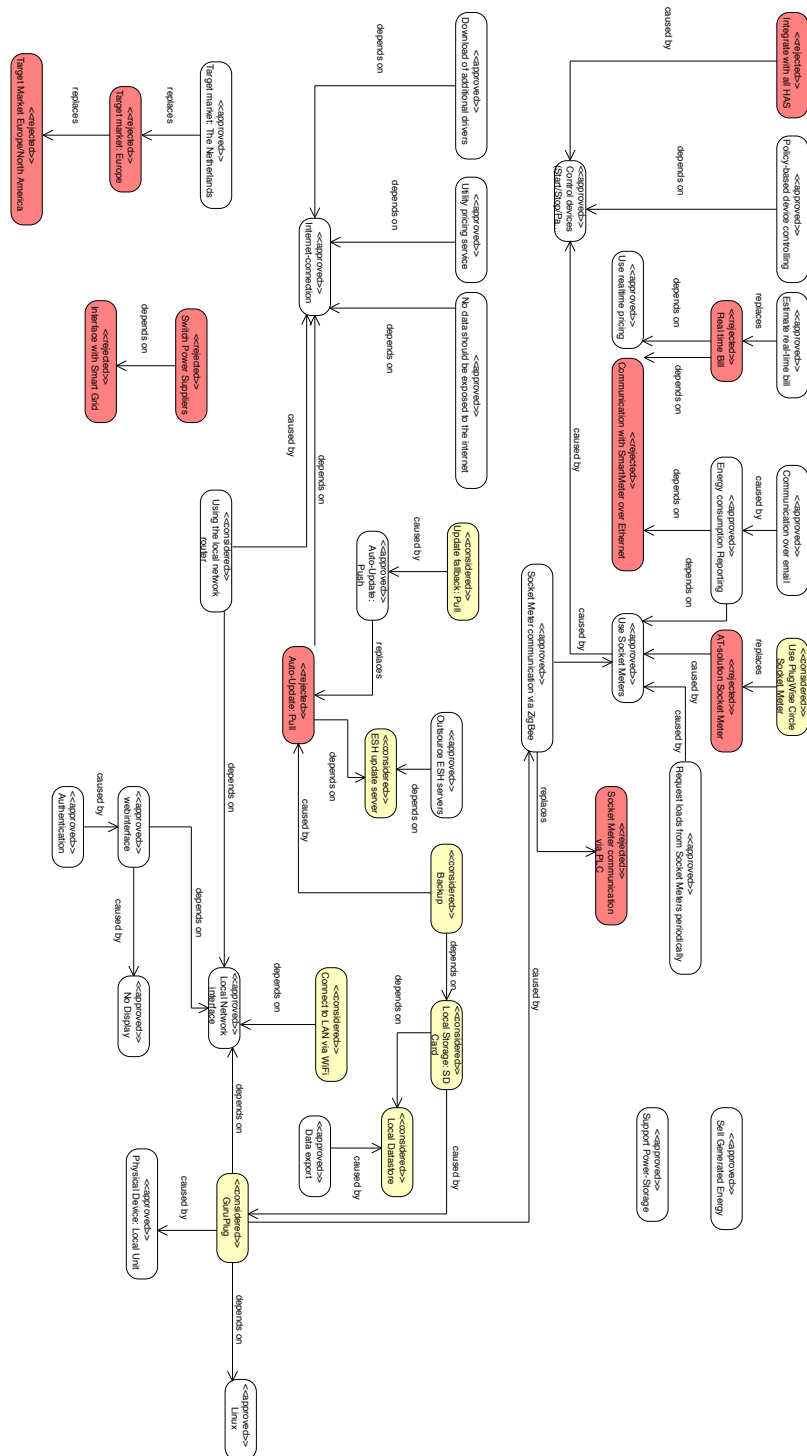 <<rejected>>
Integrate with all HAS
caused by
<<approved>>
Policy-based device controlling
depends on
<<approved>>
Control devices
(Start/Stop/Pa...
<<approved>>
Estimate real-time bill
replaces
<<rejected>>
Real time Bill
depends on
depends on
<<approved>>
Use realtime pricing
<<rejected>>
Communication with SmartMeter over Ethernet
<<approved>>
Communication over email
caused by
<<approved>>
Energy consumption Reporting
depends on
depends on
<<considered>>
Use PlugWise Circle
Socket Meter
replaces
<<rejected>>
AT-solution Socket Meter
caused by
caused by
<<approved>>
Use Socket Meters
caused by
<<approved>>
Request loads from Socket Meters periodically
<<approved>>
Socket Meter communication via ZigBee
caused by
replaces
<<rejected>>
Socket Meter communication
via PLC
caused by
<<approved>>
Sell Generated Energy
<<approved>>
Support Power-Storage
<<approved>>
Download of additional drivers
depends on
<<approved>>
Utility pricing service
depends on
<<approved>>
No data should be exposed to the internet
depends on
<<approved>>
Internet-connection
caused by
depends on
<<considered>>
Update fallback: Pull
caused by
<<approved>>
Auto-Update:
Push
replaces
<<rejected>>
Auto-Update: Pull
depends on
<<approved>>
Outsource ESH servers
depends on
<<considered>>
ESH update server
caused by
<<considered>>
Backup
depends on
<<considered>>
Local Storage: SD
Card
depends on
caused by
<<considered>>
Local Datastore
<<approved>>
Data export
caused by
<<considered>>
Using the local network
router
depends on
<<considered>>
Connect to LAN via WiFi
depends on
<<approved>>
Local Network
interface
depends on
<<considered>>
GuruPlug
caused by
<<approved>>
Physical Device: Local Unit
depends on
<<approved>>
Linux
<<approved>>
webinterface
depends on
caused by
<<approved>>
Authentication
caused by
<<approved>>
No Display
<<approved>>
Target market: The Netherlands
replaces
<<rejected>>
Target market: Europe
replaces
<<rejected>>
Target Market Europe/North America
<<rejected>>
Switch Power Suppliers
depends on
<<rejected>>
Interface with Smart Grid